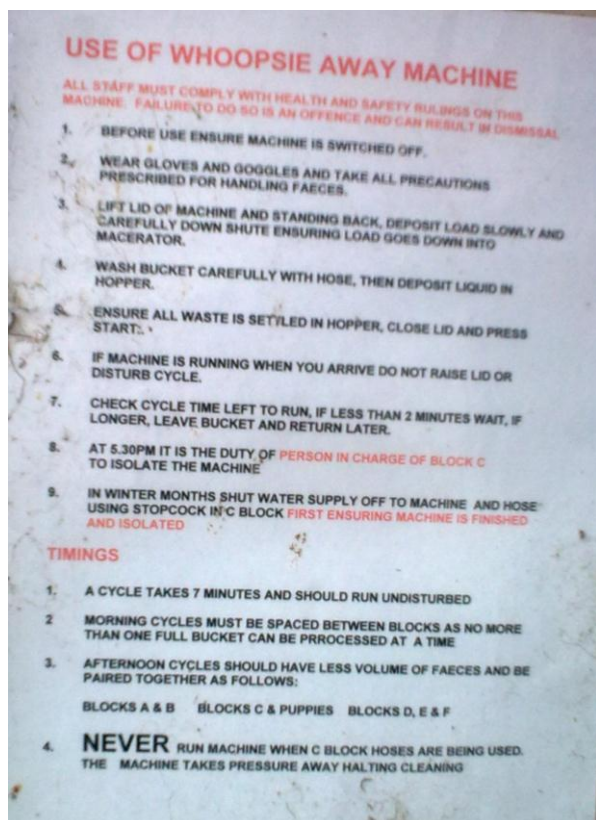 USE OF WHOOPSIE AWAY MACHINE
ALL STAFF MUST COMPLY WITH HEALTH AND SAFETY RULINGS ON THIS
MACHINE. FAILURE TO DO SO IS AN OFFENCE AND CAN RESULT IN DISMISSAL
1. BEFORE USE ENSURE MACHINE IS SWITCHED OFF.
2. WEAR GLOVES AND GOGGLES AND TAKE ALL PRECAUTIONS
PRESCRIBED FOR HANDLING FAECES.
3. LIFT LID OF MACHINE AND STANDING BACK, DEPOSIT LOAD SLOWLY AND
CAREFULLY DOWN SHUTE ENSURING LOAD GOES DOWN INTO
MACERATOR.
4. WASH BUCKET CAREFULLY WITH HOSE, THEN DEPOSIT LIQUID IN
HOPPER.
5. ENSURE ALL WASTE IS SETTLED IN HOPPER, CLOSE LID AND PRESS
START.
6. IF MACHINE IS RUNNING WHEN YOU ARRIVE DO NOT RAISE LID OR
DISTURB CYCLE.
7. CHECK CYCLE TIME LEFT TO RUN, IF LESS THAN 2 MINUTES WAIT, IF
LONGER, LEAVE BUCKET AND RETURN LATER.
8. AT 5.30PM IT IS THE DUTY OF PERSON IN CHARGE OF BLOCK C
TO ISOLATE THE MACHINE
9. IN WINTER MONTHS SHUT WATER SUPPLY OFF TO MACHINE AND HOSE
USING STOPCOCK IN C BLOCK FIRST ENSURING MACHINE IS FINISHED
AND ISOLATED
TIMINGS
1. A CYCLE TAKES 7 MINUTES AND SHOULD RUN UNDISTURBED
2 MORNING CYCLES MUST BE SPACED BETWEEN BLOCKS AS NO MORE
THAN ONE FULL BUCKET CAN BE PRROCESSED AT A TIME
3. AFTERNOON CYCLES SHOULD HAVE LESS VOLUME OF FAECES AND BE
PAIRED TOGETHER AS FOLLOWS:
BLOCKS A & B BLOCKS C & PUPPIES BLOCKS D, E & F
4. NEVER RUN MACHINE WHEN C BLOCK HOSES ARE BEING USED.
THE MACHINE TAKES PRESSURE AWAY HALTING CLEANING